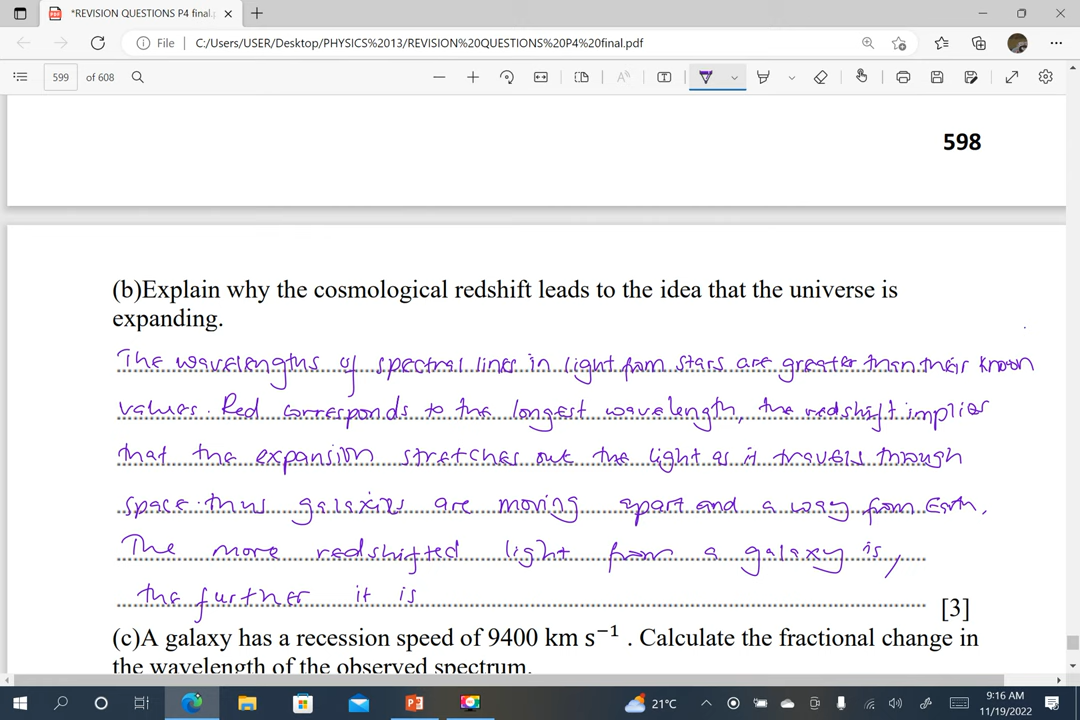 *REVISION QUESTIONS P4 final.
File C:/Users/USER/Desktop/PHYSICS%2013/REVISION%20QUESTIONS%20P4%20final.pdf
599 of 608
598
(b)Explain why the cosmological redshift leads to the idea that the universe is
expanding.
The wavelengths of spectral lines in light from stars are greater than their known
values. Red corresponds to the longest wavelength, the redshift implies
that the expansion stretches out the light as it travels through
space. thus galaxies are moving apart and a way from Earth.
The more redshifted light from a galaxy is,
the further it is
[3]
(c)A galaxy has a recession speed of 9400 km s⁻¹ . Calculate the fractional change in
the wavelength of the observed spectrum.
21°C
9:16 AM
11/19/2022